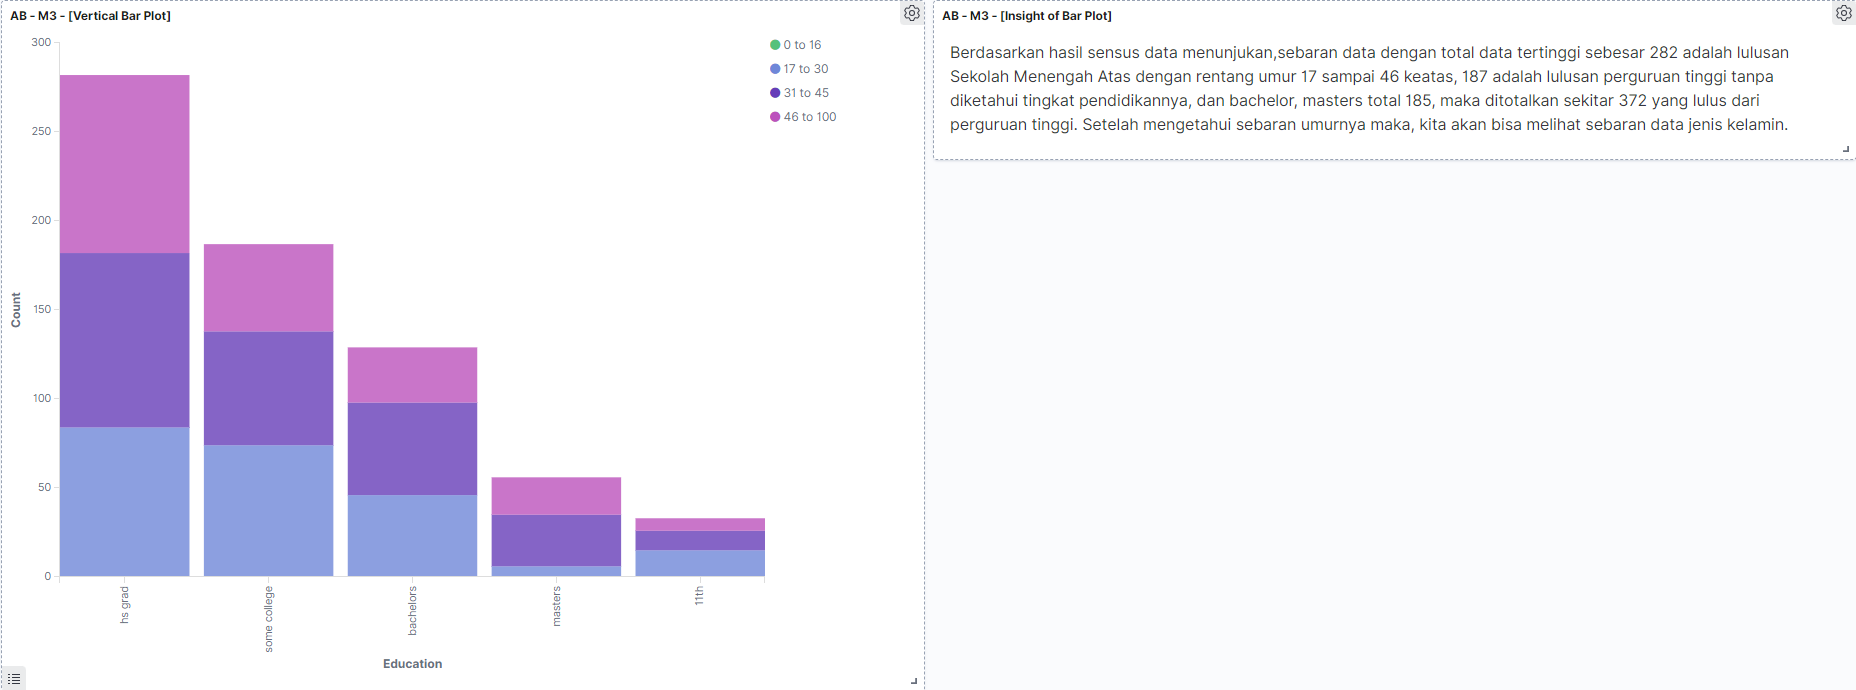 AB - M3 - [Vertical Bar Plot]
300
250
200
150
100
50
0
Count
hs grad
some college
bachelors
masters
11th
Education
0 to 16
17 to 30
31 to 45
46 to 100
AB - M3 - [Insight of Bar Plot]
Berdasarkan hasil sensus data menunjukan,sebaran data dengan total data tertinggi sebesar 282 adalah lulusan
Sekolah Menengah Atas dengan rentang umur 17 sampai 46 keatas, 187 adalah lulusan perguruan tinggi tanpa
diketahui tingkat pendidikannya, dan bachelor, masters total 185, maka ditotalkan sekitar 372 yang lulus dari
perguruan tinggi. Setelah mengetahui sebaran umurnya maka, kita akan bisa melihat sebaran data jenis kelamin.